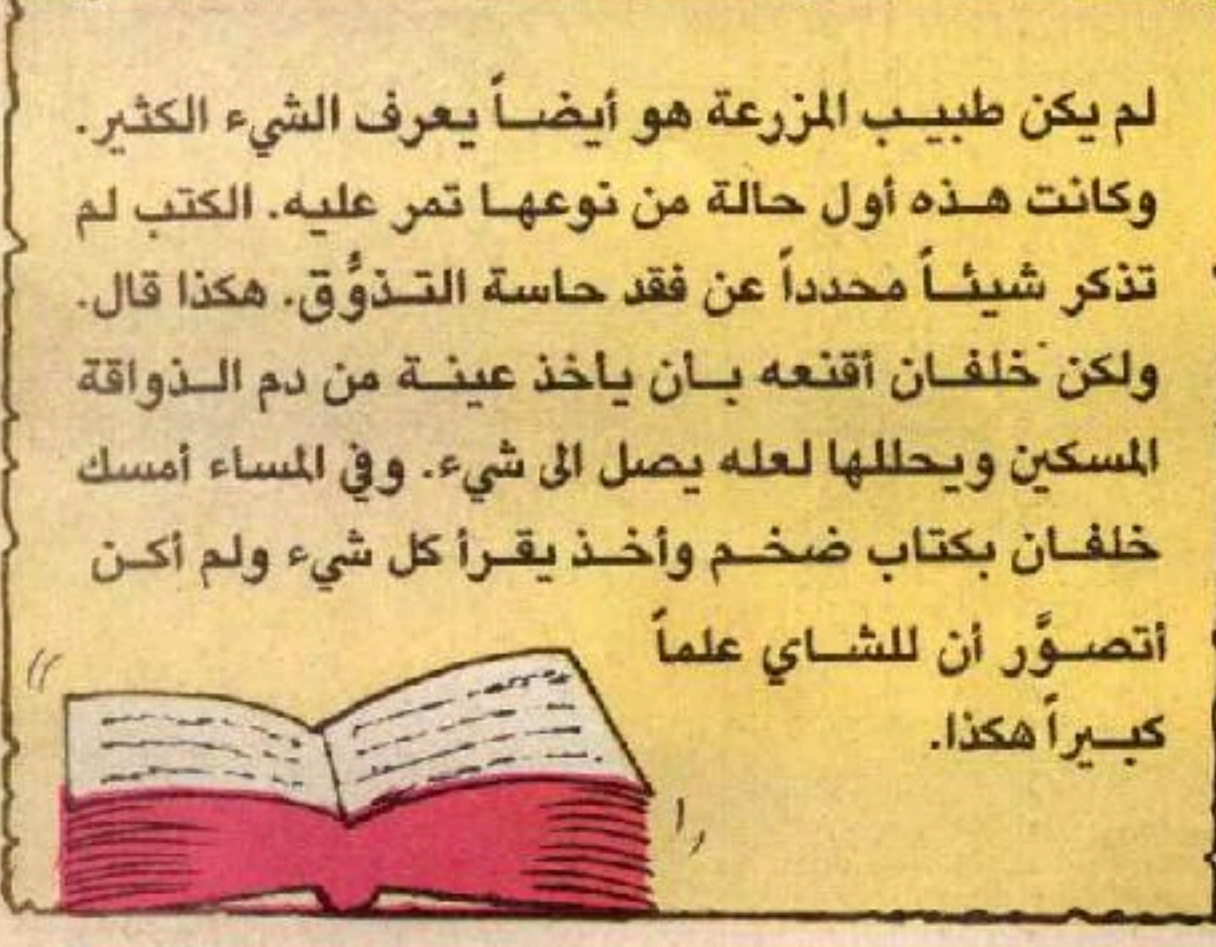 لم يكن طبيب المزرعة هو أيضاً يعرف الشيء الكثير.
وكانت هذه أول حالة من نوعها تمر عليه. الكتب لم
تذكر شيئاً محدداً عن فقد حاسة التذوُّق. هكذا قال.
ولكن خلفان أقنعه بأن يأخذ عينة من دم الذواقة
المسكين ويحللها لعله يصل الى شيء. وفي المساء أمسك
خلفان بكتاب ضخم وأخذ يقرأ كل شيء ولم أكن
أتصوَّر أن للشاي علماً
كبيراً هكذا.